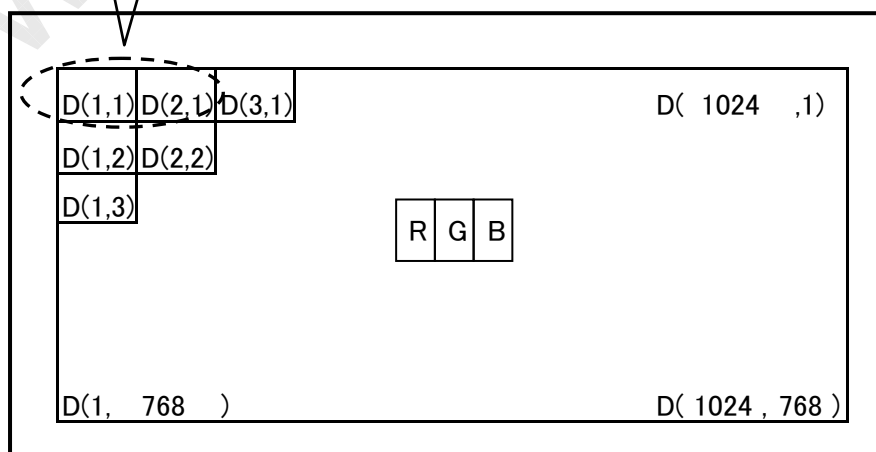 D(1,1) D(2,1) D(3,1) D( 1024 ,1)
D(1,2) D(2,2)
D(1,3)
R G B
D(1, 768 ) D( 1024 , 768 )